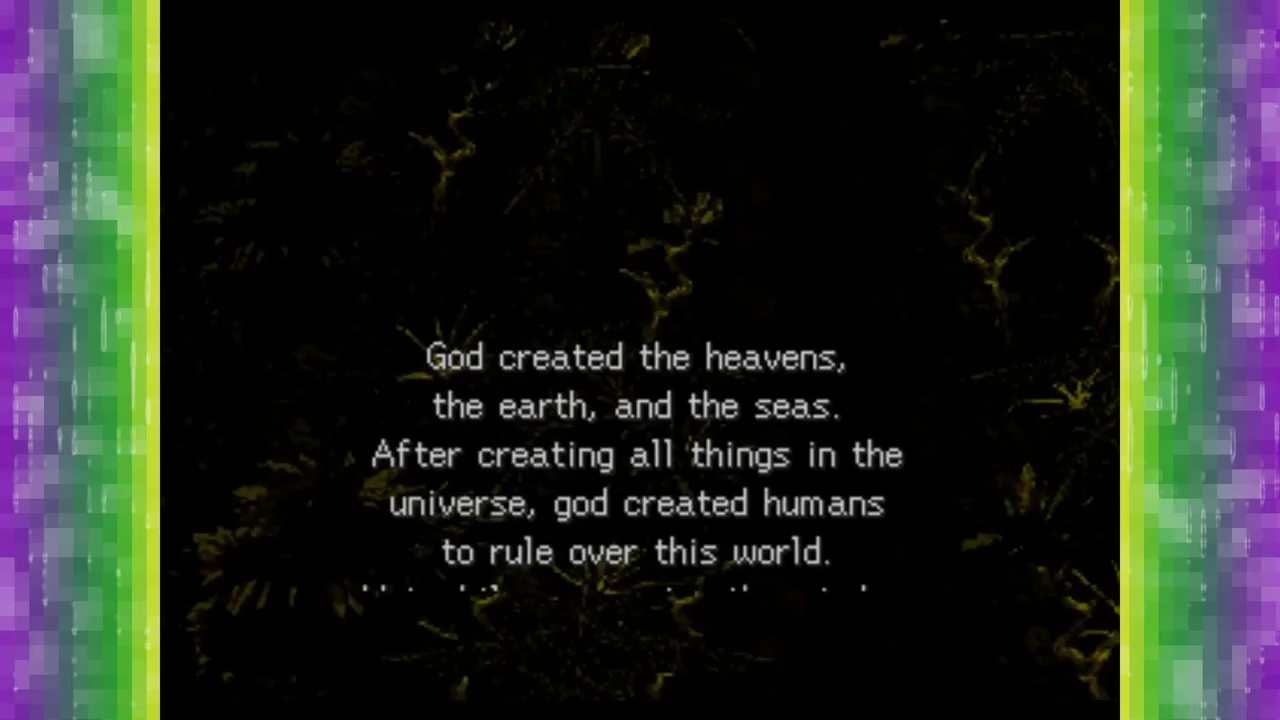 God created the heavens,
the earth, and the seas.
After creating all things in the
universe, god created humans
to rule over this world.